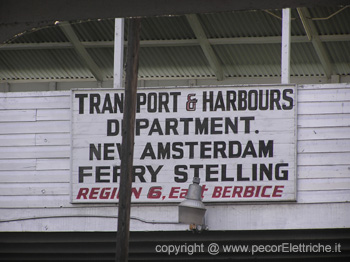 TRANSPORT & HARBOURS
DEPARTMENT.
NEW AMSTERDAM
FERRY STELLING
REGION 6, East BERBICE
copyright @ www.pecorElettriche.it